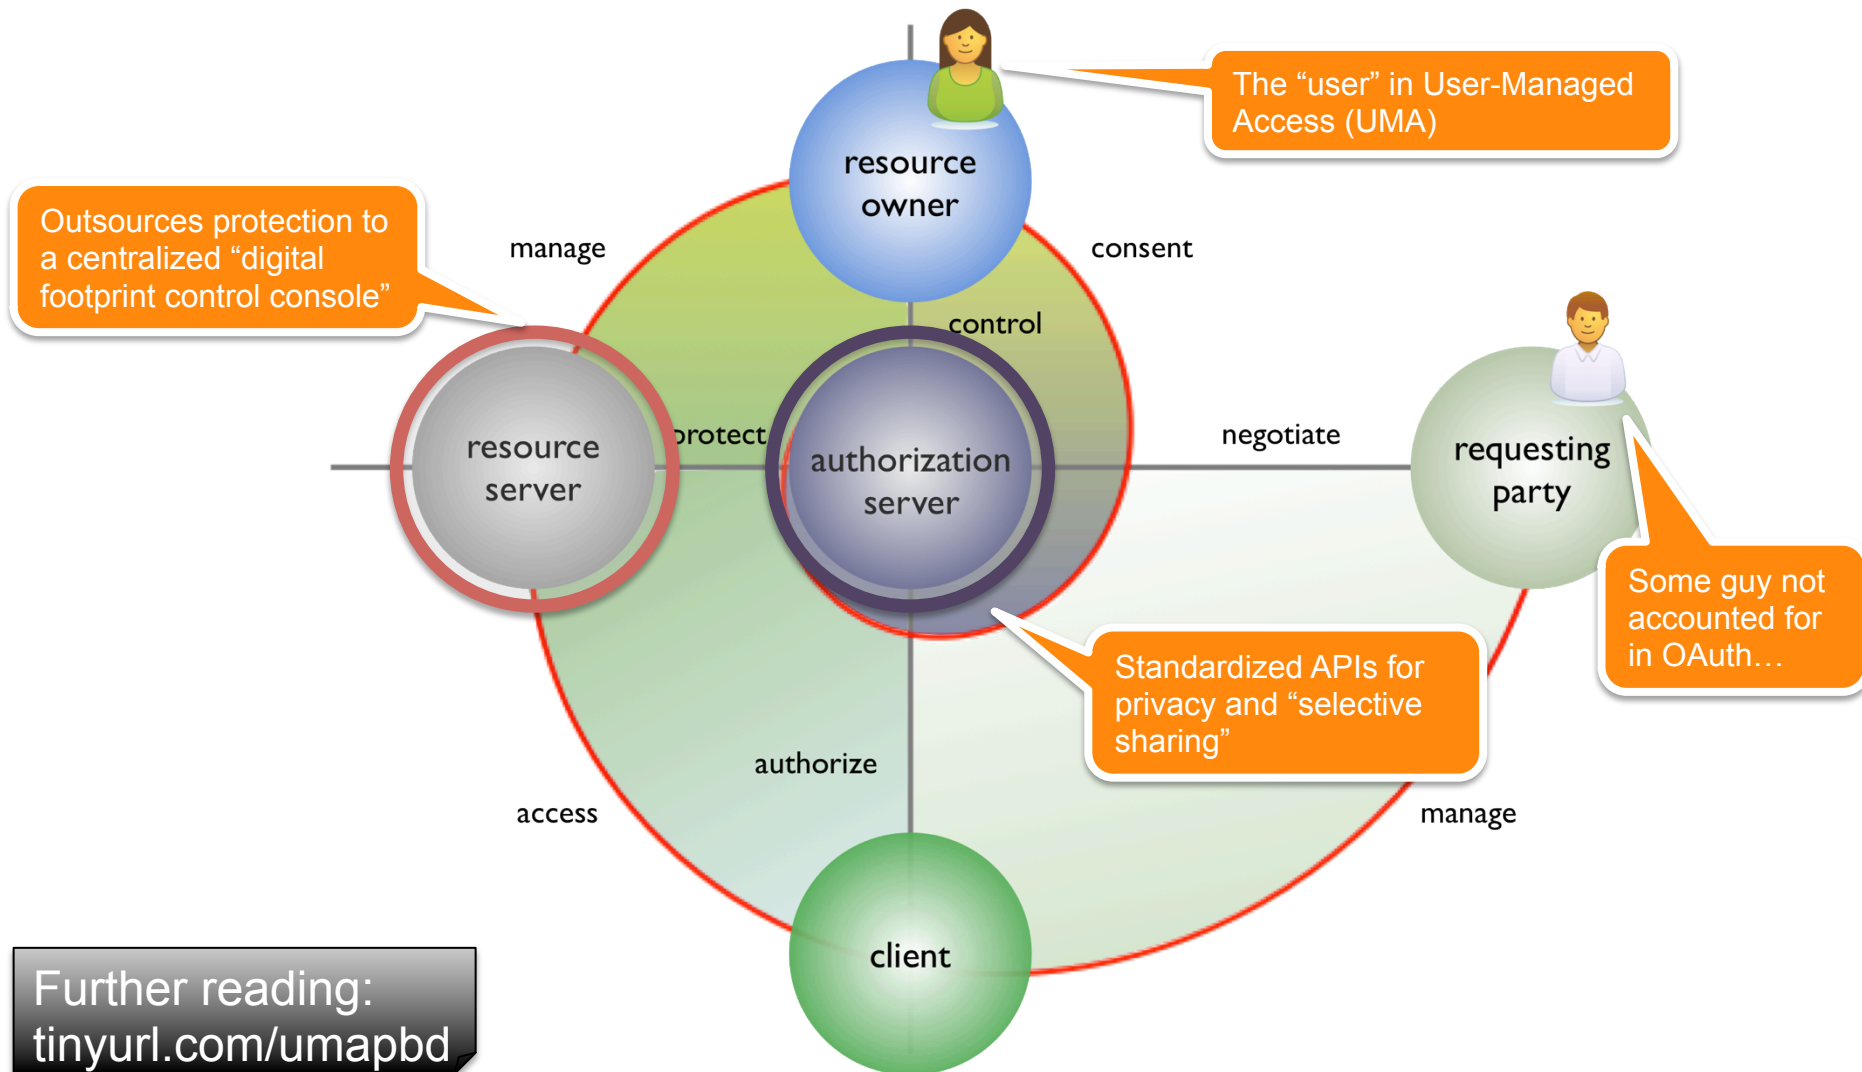 The “user” in User-Managed
Access (UMA)
resource
owner
Outsources protection to
a centralized “digital
footprint control console”
manage
consent
control
resource
server
protect
authorization
server
negotiate
requesting
party
Some guy not
accounted for
in OAuth…
Standardized APIs for
privacy and “selective
sharing”
authorize
access
manage
client
Further reading:
tinyurl.com/umapbd